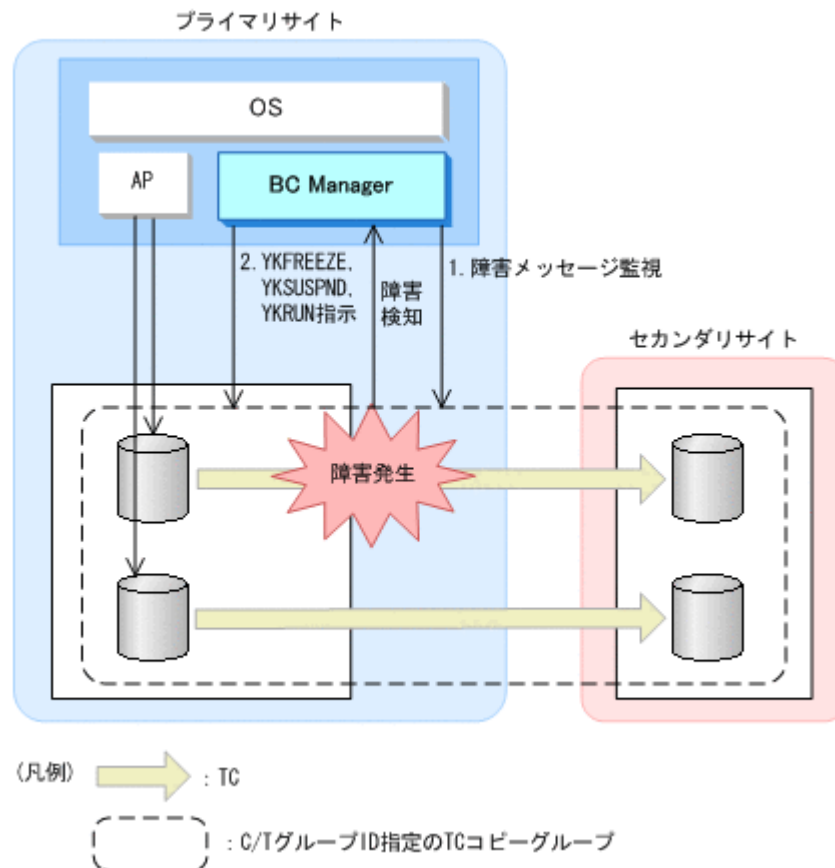 プライマリサイト
OS
AP
BC Manager
2. YKFREEZE,
YKSUSPND,
YKRUN指示
障害
検知
1. 障害メッセージ監視
セカンダリサイト
障害発生
(凡例)
: TC
: C/TグループID指定のTCコピーグループ